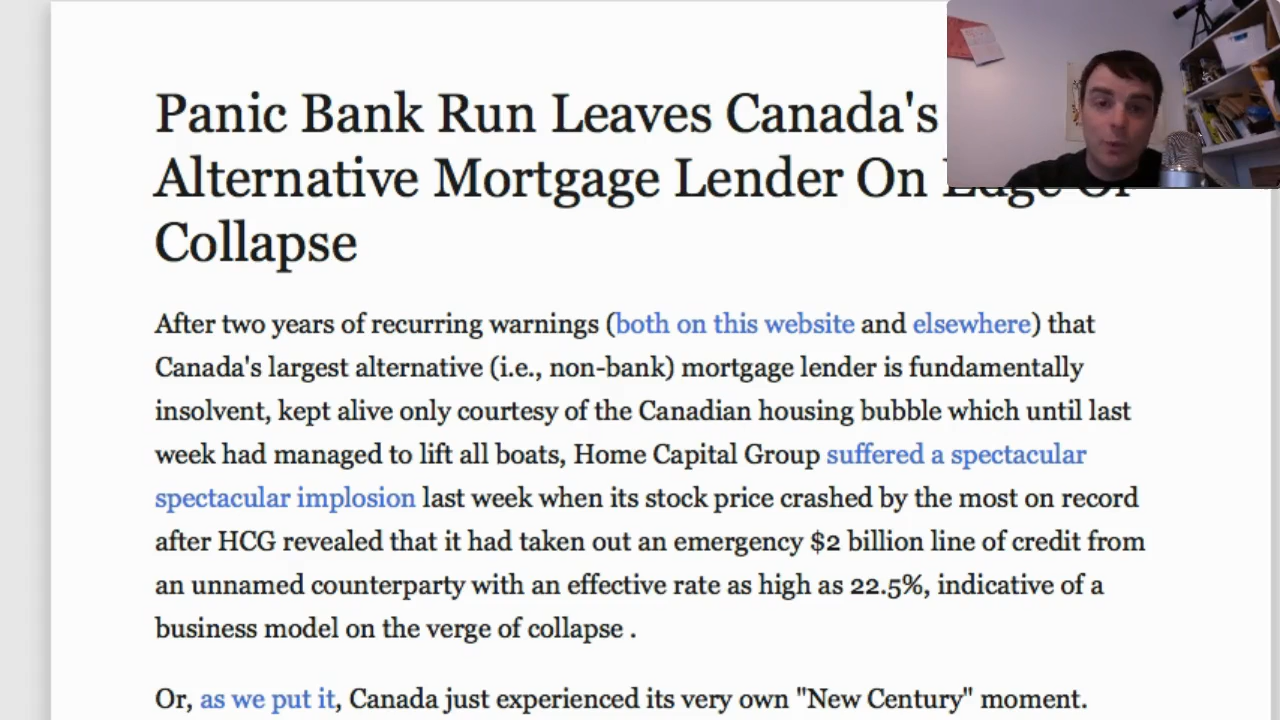 Panic Bank Run Leaves Canada's
Alternative Mortgage Lender On Edge Of
Collapse
After two years of recurring warnings (both on this website and elsewhere) that
Canada's largest alternative (i.e., non-bank) mortgage lender is fundamentally
insolvent, kept alive only courtesy of the Canadian housing bubble which until last
week had managed to lift all boats, Home Capital Group suffered a spectacular
spectacular implosion last week when its stock price crashed by the most on record
after HCG revealed that it had taken out an emergency $2 billion line of credit from
an unnamed counterparty with an effective rate as high as 22.5%, indicative of a
business model on the verge of collapse .
Or, as we put it, Canada just experienced its very own "New Century" moment.